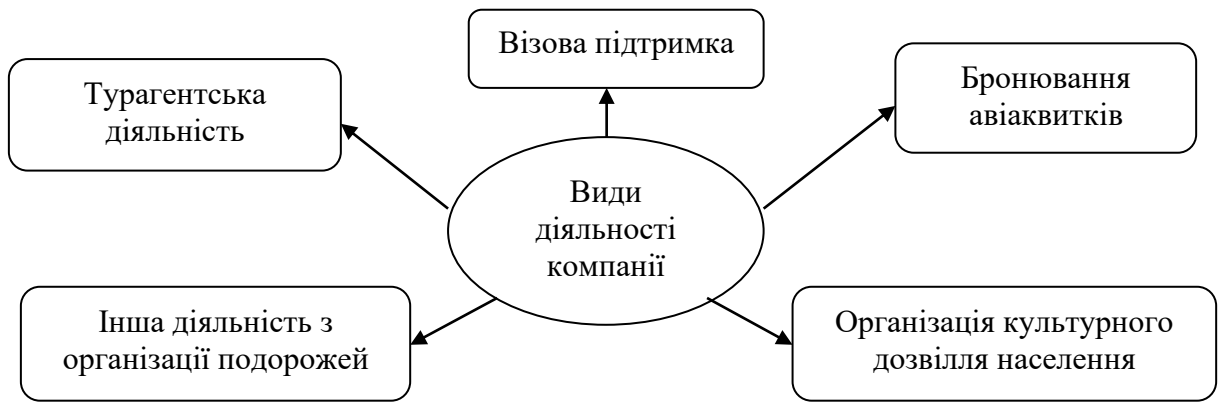 Візова підтримка
Турагентська
діяльність
Бронювання
авіаквитків
Види
діяльності
компанії
Інша діяльність з
організації подорожей
Організація культурного
дозвілля населення